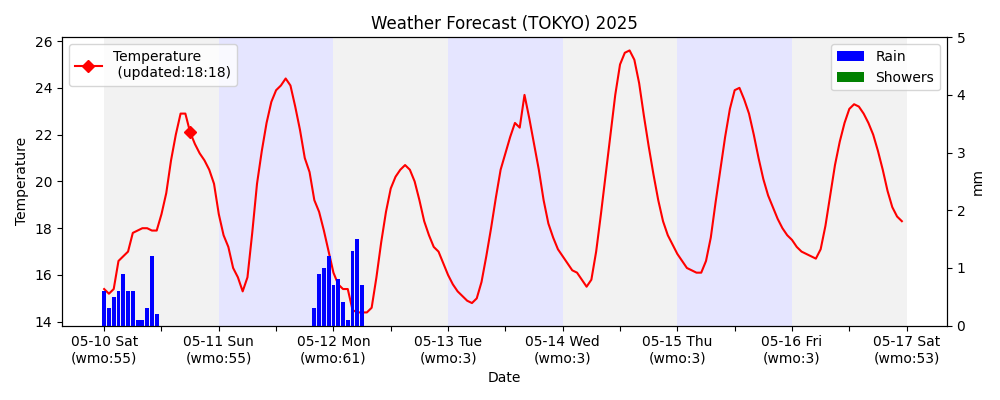 Weather Forecast (TOKYO) 2025
Temperature
(updated:18:18)
Rain
Showers
26
24
22
20
18
16
14
Temperature
5
4
3
2
1
0
mm
05-10 Sat
(wmo:55)
05-11 Sun
(wmo:55)
05-12 Mon
(wmo:61)
05-13 Tue
(wmo:3)
05-14 Wed
(wmo:3)
05-15 Thu
(wmo:3)
05-16 Fri
(wmo:3)
05-17 Sat
(wmo:53)
Date